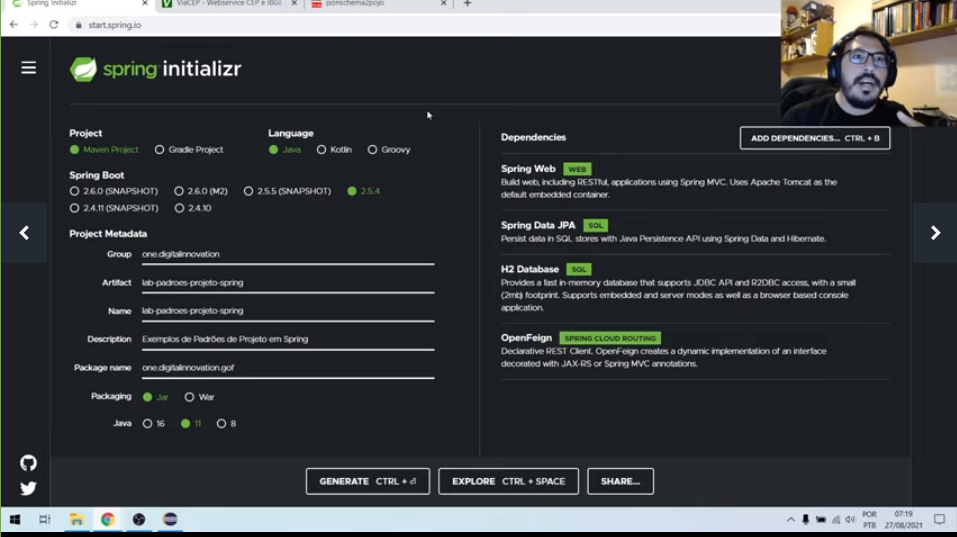 Spring Initializr
ViaCEP - Webservice CEP e IBGE
jsonschema2pojo
start.spring.io
spring initializr
Project
Maven Project
Gradle Project
Language
Java
Kotlin
Groovy
Spring Boot
2.6.0 (SNAPSHOT)
2.6.0 (M2)
2.5.5 (SNAPSHOT)
2.5.4
2.4.11 (SNAPSHOT)
2.4.10
Project Metadata
Group one.digitalinnovation
Artifact lab-padroes-projeto-spring
Name lab-padroes-projeto-spring
Description Exemplos de Padrões de Projeto em Spring
Package name one.digitalinnovation.gof
Packaging Jar War
Java 16 11 8
Dependencies
ADD DEPENDENCIES... CTRL + B
Spring Web WEB
Build web, including RESTful, applications using Spring MVC. Uses Apache Tomcat as the
default embedded container.
Spring Data JPA SQL
Persist data in SQL stores with Java Persistence API using Spring Data and Hibernate.
H2 Database SQL
Provides a fast in-memory database that supports JDBC API and R2DBC access, with a small
(2mb) footprint. Supports embedded and server modes as well as a browser based console
application.
OpenFeign SPRING CLOUD ROUTING
Declarative REST Client. OpenFeign creates a dynamic implementation of an interface
decorated with JAX-RS or Spring MVC annotations.
GENERATE CTRL + ⏎
EXPLORE CTRL + SPACE
SHARE...
POR
PTB
07:19
27/08/2021